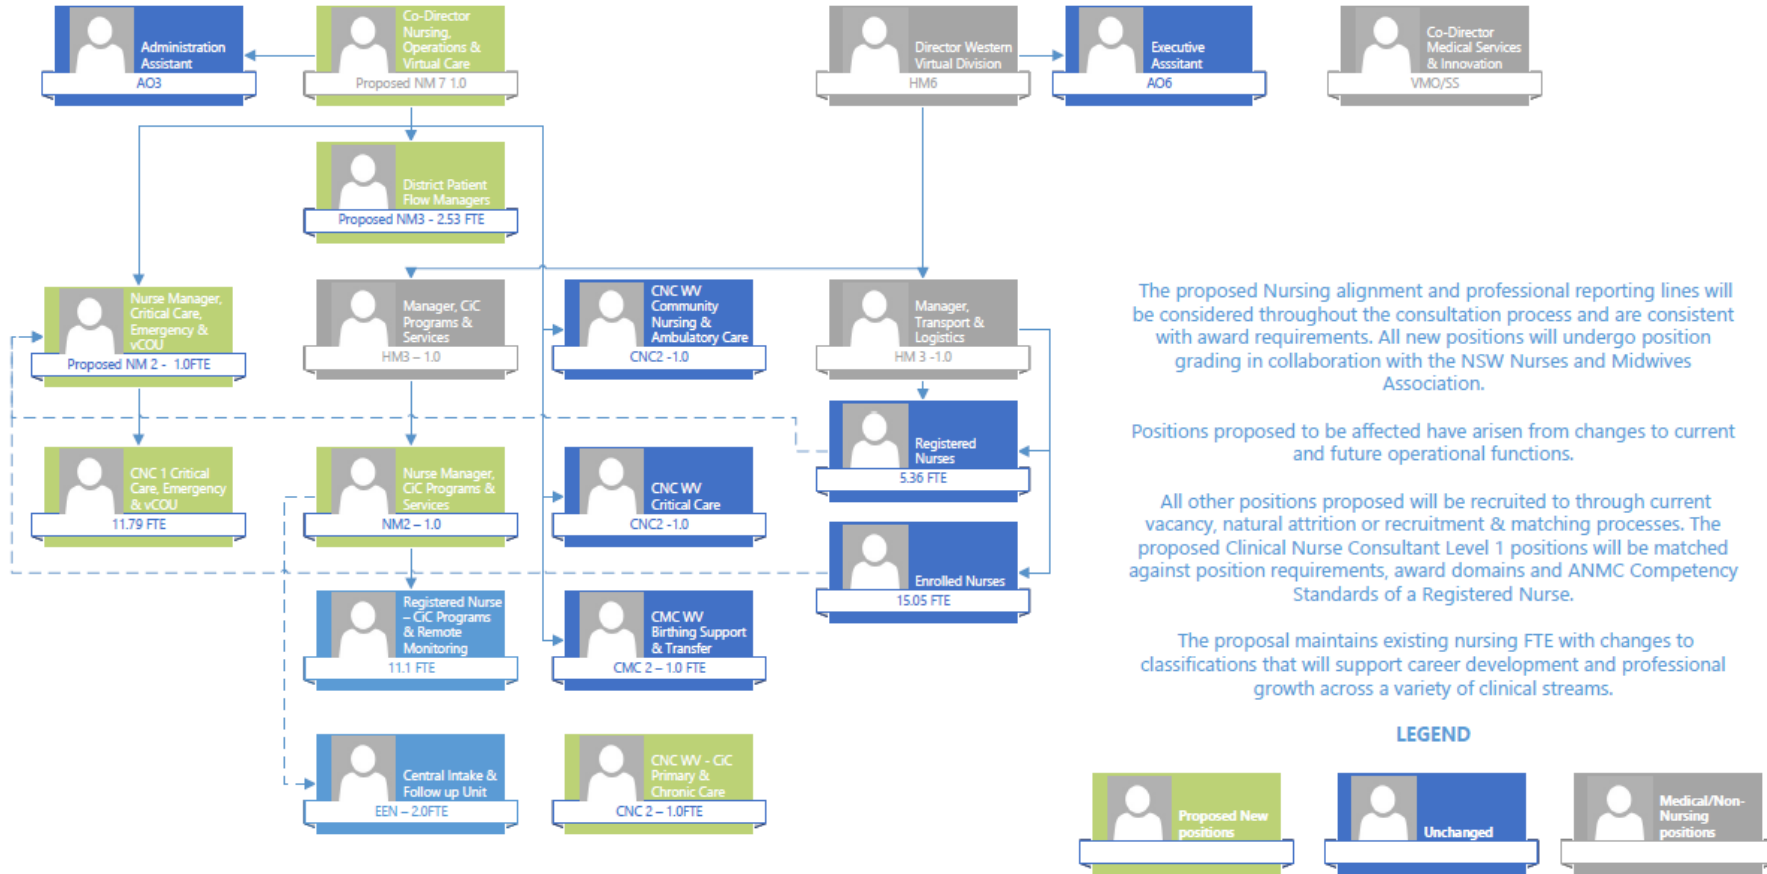 Administration
Assistant
AO3
Co-Director
Nursing,
Operations &
Virtual Care
Proposed NM 7 1.0
Director Western
Virtual Division
HM6
Executive
Asssitant
AO6
Co-Director
Medical Services
& Innovation
VMO/SS
District Patient
Flow Managers
Proposed NM3 - 2.53 FTE
Nurse Manager,
Critical Care,
Emergency &
vCOU
Proposed NM 2 - 1.0FTE
Manager, CiC
Programs &
Services
HM3 – 1.0
CNC WV
Community
Nursing &
Ambulatory Care
CNC2 -1.0
Manager,
Transport &
Logistics
HM 3 -1.0
CNC 1 Critical
Care, Emergency
& vCOU
11.79 FTE
Nurse Manager,
CiC Programs &
Services
NM2 – 1.0
CNC WV
Critical Care
CNC2 -1.0
Registered
Nurses
5.36 FTE
Enrolled Nurses
15.05 FTE
Registered Nurse
– CiC Programs
& Remote
Monitoring
11.1 FTE
CMC WV
Birthing Support
& Transfer
CMC 2 – 1.0 FTE
Central Intake &
Follow up Unit
EEN – 2.0FTE
CNC WV - CiC
Primary &
Chronic Care
CNC 2 – 1.0FTE
The proposed Nursing alignment and professional reporting lines will
be considered throughout the consultation process and are consistent
with award requirements. All new positions will undergo position
grading in collaboration with the NSW Nurses and Midwives
Association.
Positions proposed to be affected have arisen from changes to current
and future operational functions.
All other positions proposed will be recruited to through current
vacancy, natural attrition or recruitment & matching processes. The
proposed Clinical Nurse Consultant Level 1 positions will be matched
against position requirements, award domains and ANMC Competency
Standards of a Registered Nurse.
The proposal maintains existing nursing FTE with changes to
classifications that will support career development and professional
growth across a variety of clinical streams.
LEGEND
Proposed New
positions
Unchanged
Medical/Non-
Nursing
positions